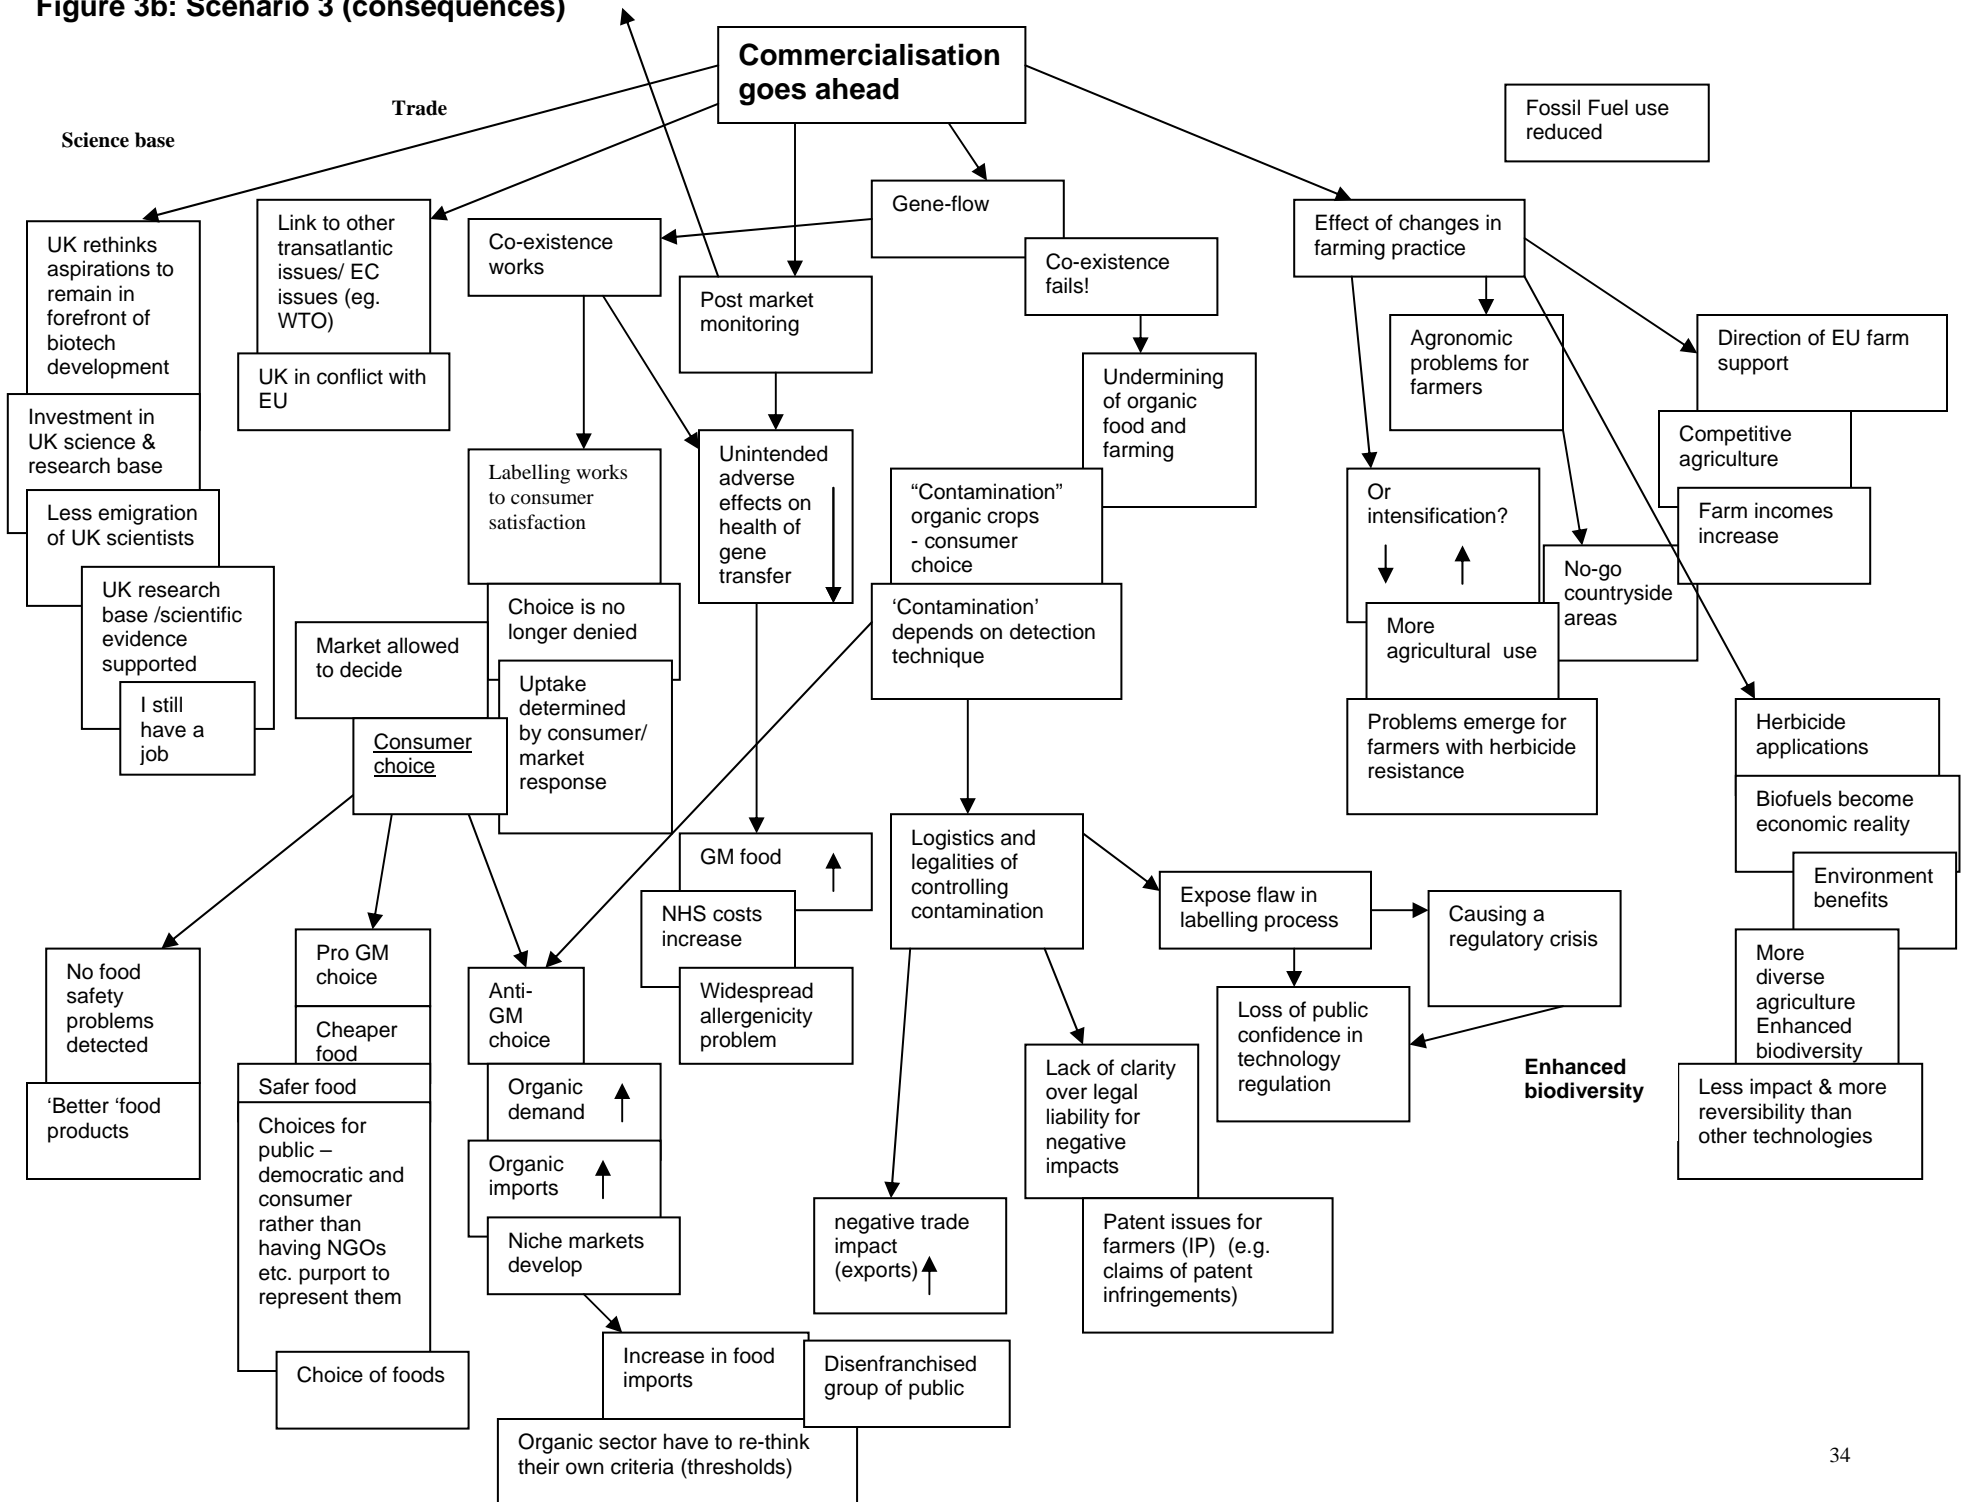 Figure 3b: Scenario 3 (consequences)
Commercialisation
goes ahead
Trade
Science base
Fossil Fuel use
reduced
UK rethinks
aspirations to
remain in
forefront of
biotech
development
Investment in
UK science &
research base
Less emigration
of UK scientists
UK research
base /scientific
evidence
supported
I still
have a
job
Link to other
transatlantic
issues/ EC
issues (eg.
WTO)
UK in conflict with
EU
Co-existence
works
Post market
monitoring
Gene-flow
Co-existence
fails!
Undermining
of organic
food and
farming
Effect of changes in
farming practice
Agronomic
problems for
farmers
Direction of EU farm
support
Competitive
agriculture
Farm incomes
increase
Labelling works
to consumer
satisfaction
Choice is no
longer denied
Uptake
determined
by consumer/
market
response
Market allowed
to decide
Consumer
choice
Unintended
adverse
effects on
health of
gene
transfer
“Contamination”
organic crops
- consumer
choice
‘Contamination’
depends on detection
technique
Or
intensification?
No-go
countryside
areas
More
agricultural use
Problems emerge for
farmers with herbicide
resistance
Herbicide
applications
Biofuels become
economic reality
Environment
benefits
More
diverse
agriculture
Enhanced
biodiversity
Less impact & more
reversibility than
other technologies
GM food
NHS costs
increase
Widespread
allergenicity
problem
Logistics and
legalities of
controlling
contamination
Expose flaw in
labelling process
Causing a
regulatory crisis
Loss of public
confidence in
technology
regulation
Enhanced
biodiversity
No food
safety
problems
detected
‘Better ‘food
products
Pro GM
choice
Cheaper
food
Safer food
Choices for
public –
democratic and
consumer
rather than
having NGOs
etc. purport to
represent them
Choice of foods
Anti-
GM
choice
Organic
demand
Organic
imports
Niche markets
develop
Lack of clarity
over legal
liability for
negative
impacts
Patent issues for
farmers (IP) (e.g.
claims of patent
infringements)
negative trade
impact
(exports)
Increase in food
imports
Disenfranchised
group of public
Organic sector have to re-think
their own criteria (thresholds)
34